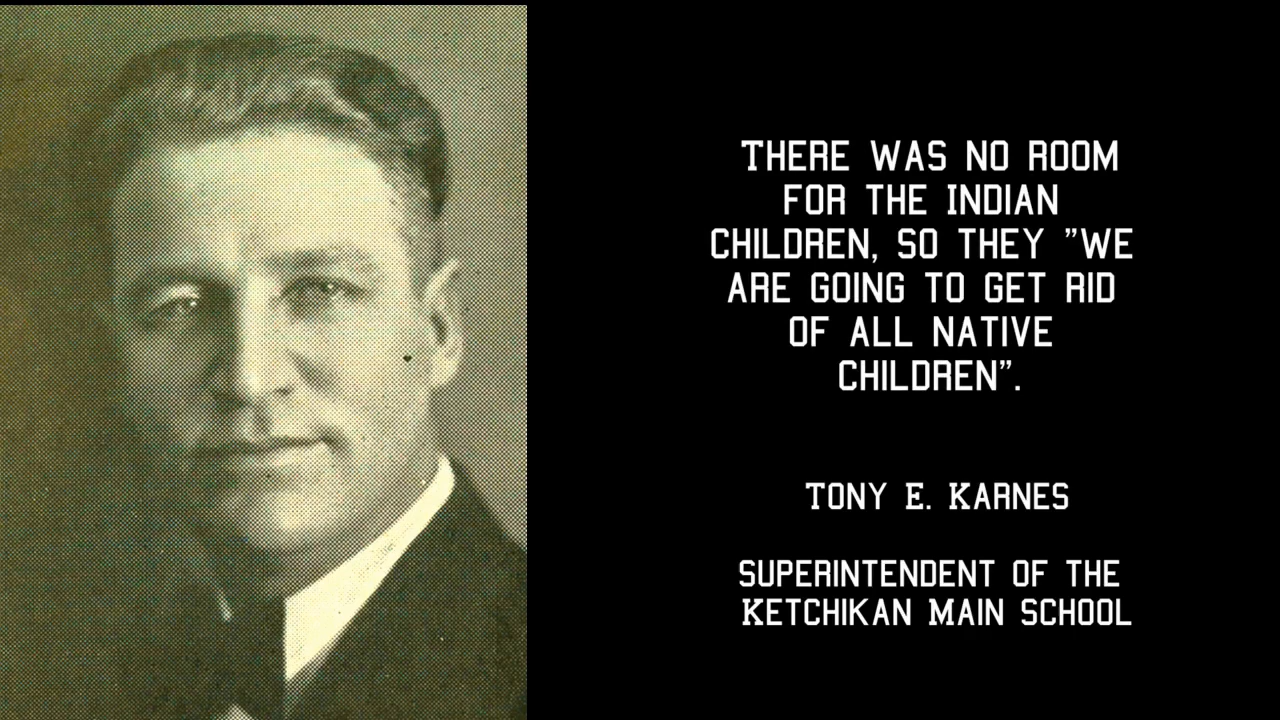 THERE WAS NO ROOM
FOR THE INDIAN
CHILDREN, SO THEY ”WE
ARE GOING TO GET RID
OF ALL NATIVE
CHILDREN”.
TONY E. KARNES
SUPERINTENDENT OF THE
KETCHIKAN MAIN SCHOOL